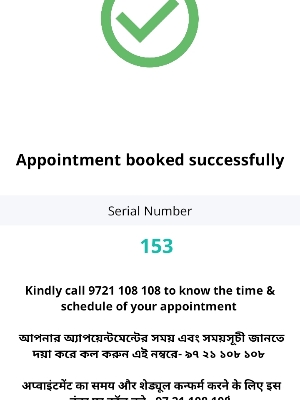 Appointment booked successfully
Serial Number
153
Kindly call 9721 108 108 to know the time &
schedule of your appointment
আপনার অ্যাপয়েন্টমেন্টের সময় এবং সময়সূচী জানতে
দয়া করে কল করুন এই নম্বরে- ৯৭ ২১ ১০৮ ১০৮
अप्वाइंटमेंट का समय और शेड्यूल कन्फर्म करने के लिए इस